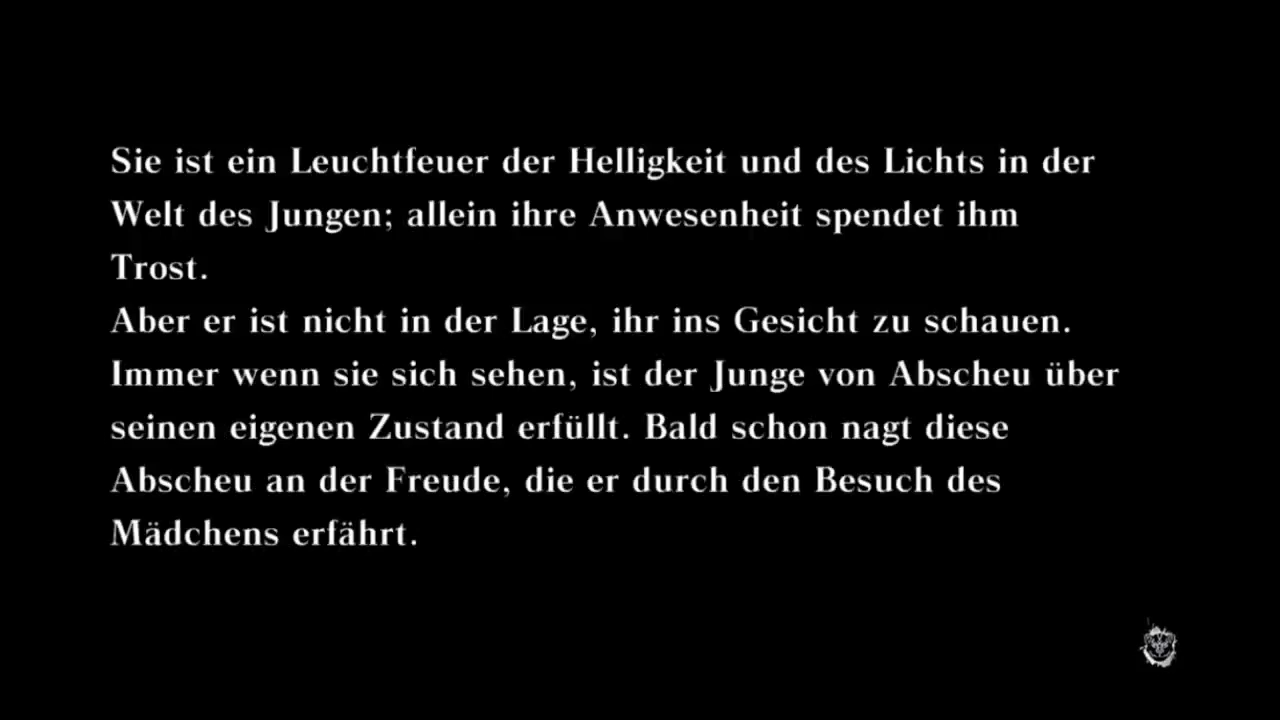 Sie ist ein Leuchtfeuer der Helligkeit und des Lichts in der
Welt des Jungen; allein ihre Anwesenheit spendet ihm
Trost.
Aber er ist nicht in der Lage, ihr ins Gesicht zu schauen.
Immer wenn sie sich sehen, ist der Junge von Abscheu über
seinen eigenen Zustand erfüllt. Bald schon nagt diese
Abscheu an der Freude, die er durch den Besuch des
Mädchens erfährt.